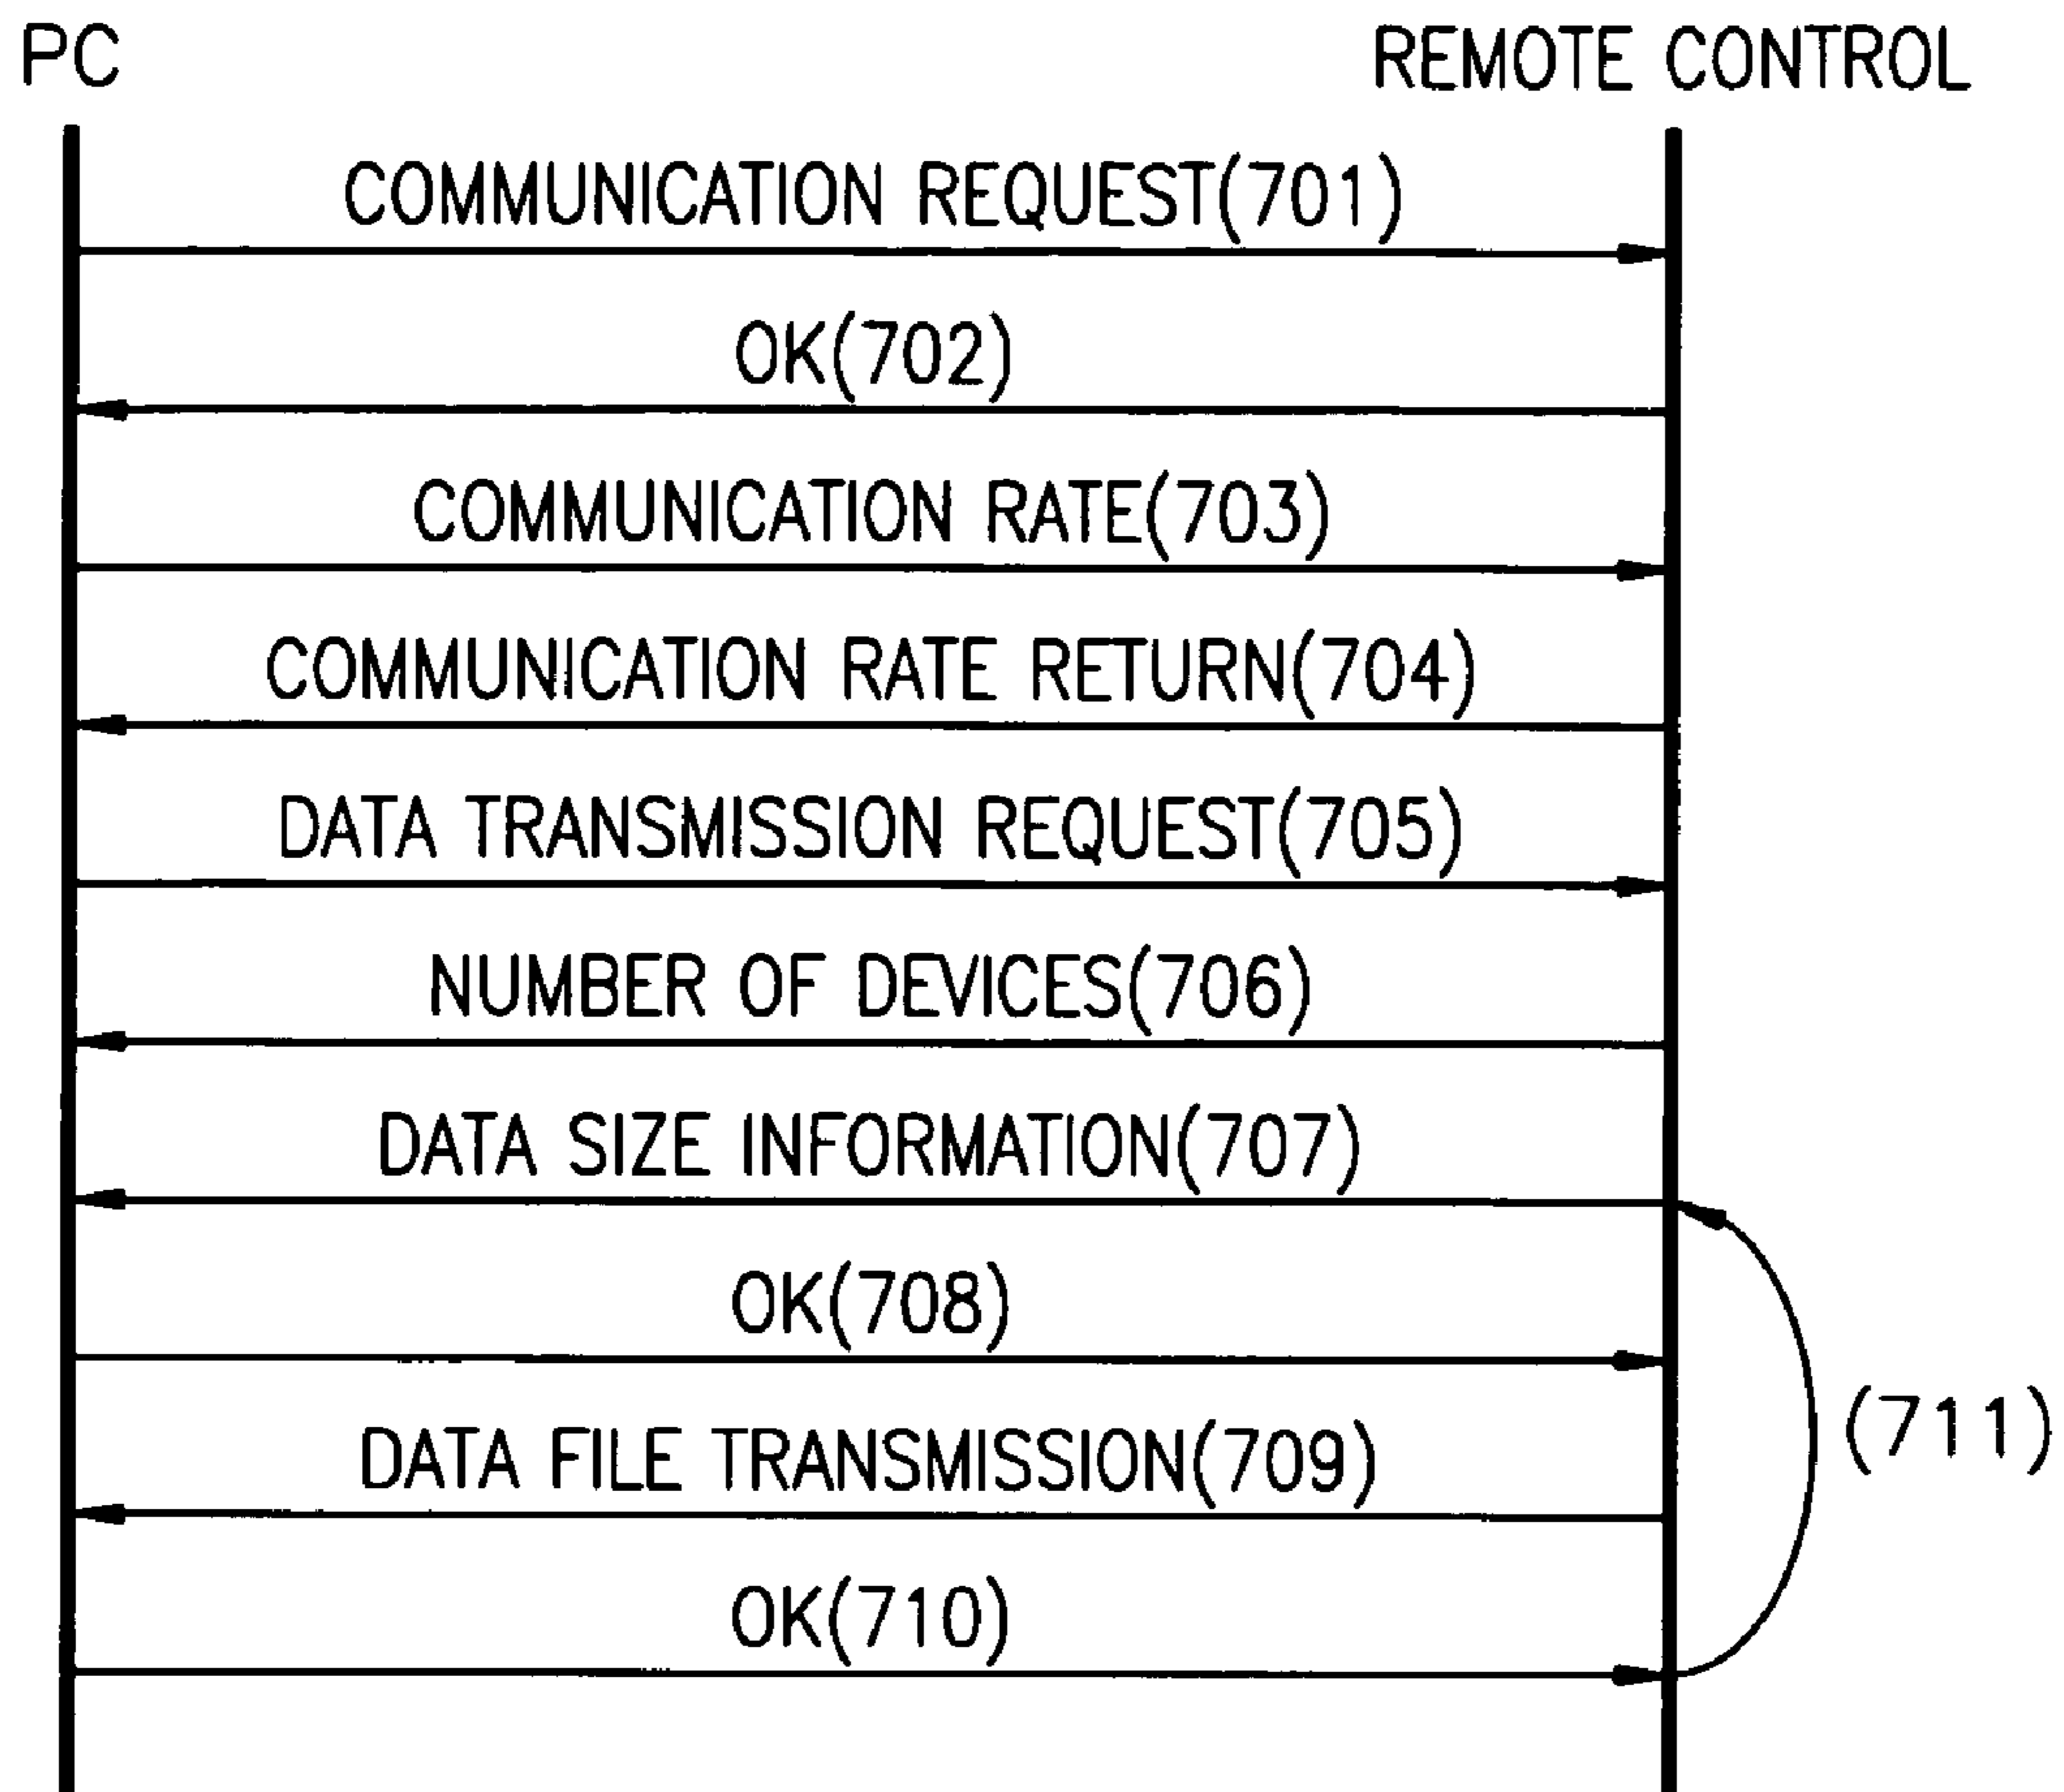 PC
REMOTE CONTROL
COMMUNICATION REQUEST(701)
OK(702)
COMMUNICATION RATE(703)
COMMUNICATION RATE RETURN(704)
DATA TRANSMISSION REQUEST(705)
NUMBER OF DEVICES(706)
DATA SIZE INFORMATION(707)
OK(708)
(711)
DATA FILE TRANSMISSION(709)
OK(710)